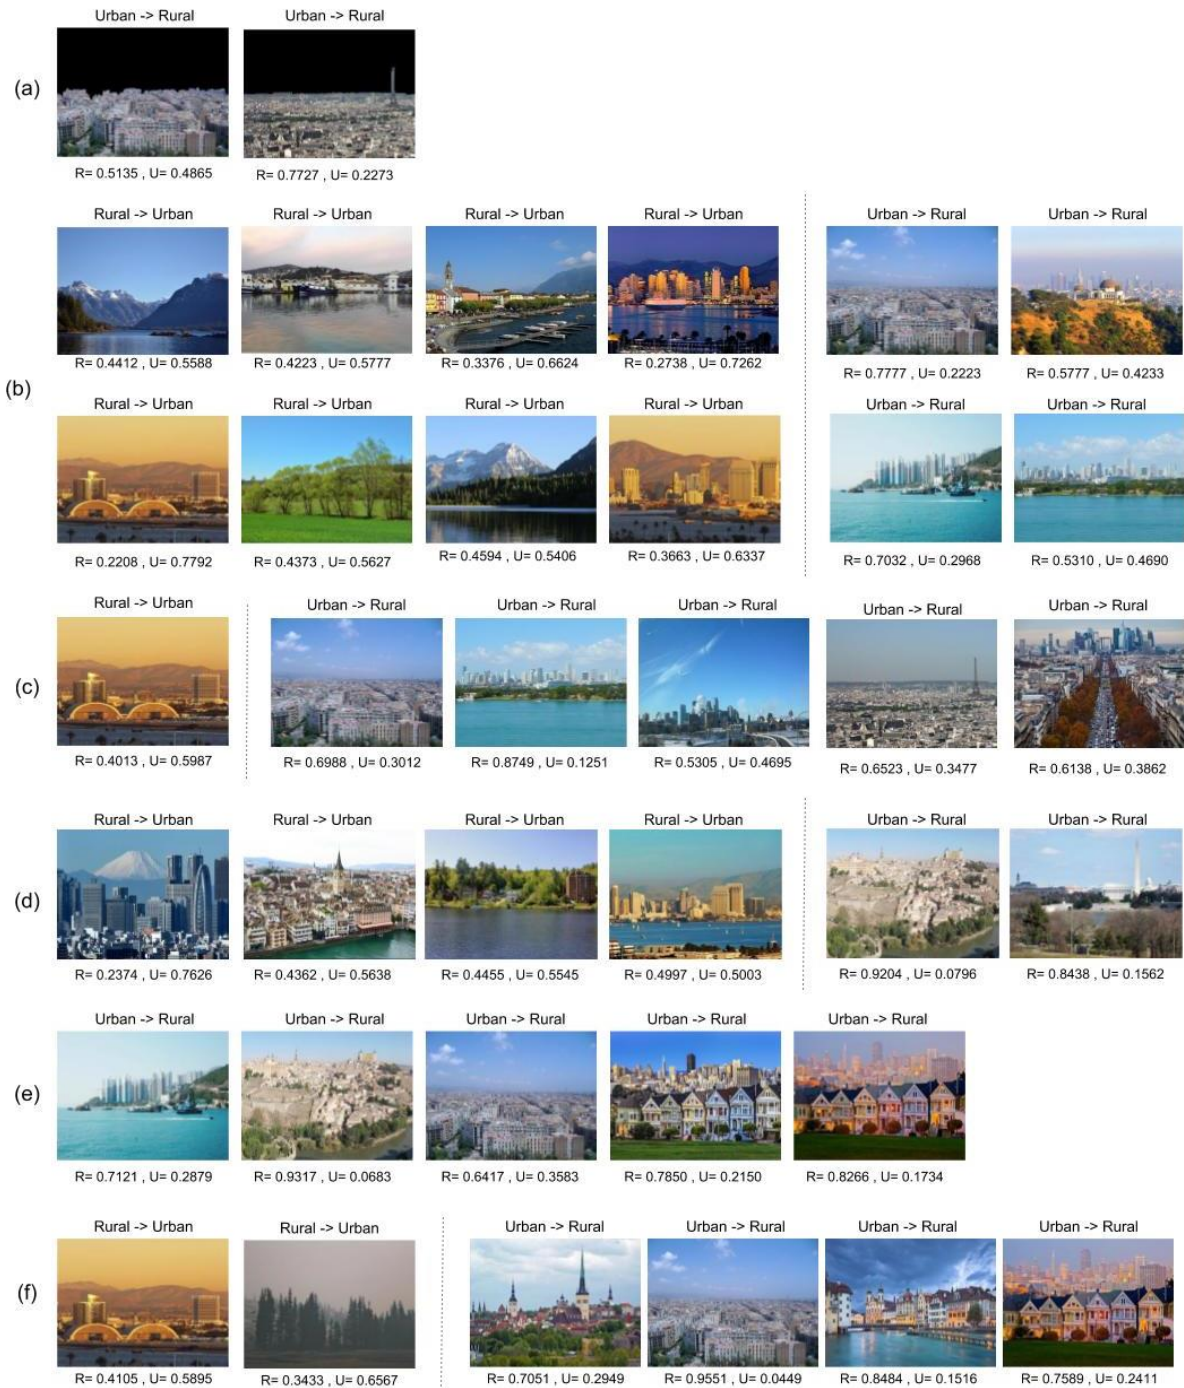 Urban -> Rural Urban -> Rural
(a)
R= 0.5135 , U= 0.4865 R= 0.7727 , U= 0.2273
Rural -> Urban Rural -> Urban Rural -> Urban Rural -> Urban Urban -> Rural Urban -> Rural
R= 0.4412 , U= 0.5588 R= 0.4223 , U= 0.5777 R= 0.3376 , U= 0.6624 R= 0.2738 , U= 0.7262 R= 0.7777 , U= 0.2223 R= 0.5777 , U= 0.4233
(b)
Rural -> Urban Rural -> Urban Rural -> Urban Rural -> Urban Urban -> Rural Urban -> Rural
R= 0.2208 , U= 0.7792 R= 0.4373 , U= 0.5627 R= 0.4594 , U= 0.5406 R= 0.3663 , U= 0.6337 R= 0.7032 , U= 0.2968 R= 0.5310 , U= 0.4690
Rural -> Urban Urban -> Rural Urban -> Rural Urban -> Rural Urban -> Rural Urban -> Rural
(c)
R= 0.4013 , U= 0.5987 R= 0.6988 , U= 0.3012 R= 0.8749 , U= 0.1251 R= 0.5305 , U= 0.4695 R= 0.6523 , U= 0.3477 R= 0.6138 , U= 0.3862
Rural -> Urban Rural -> Urban Rural -> Urban Rural -> Urban Urban -> Rural Urban -> Rural
(d)
R= 0.2374 , U= 0.7626 R= 0.4362 , U= 0.5638 R= 0.4455 , U= 0.5545 R= 0.4997 , U= 0.5003 R= 0.9204 , U= 0.0796 R= 0.8438 , U= 0.1562
Urban -> Rural Urban -> Rural Urban -> Rural Urban -> Rural Urban -> Rural
(e)
R= 0.7121 , U= 0.2879 R= 0.9317 , U= 0.0683 R= 0.6417 , U= 0.3583 R= 0.7850 , U= 0.2150 R= 0.8266 , U= 0.1734
Rural -> Urban Rural -> Urban Urban -> Rural Urban -> Rural Urban -> Rural Urban -> Rural
(f)
R= 0.4105 , U= 0.5895 R= 0.3433 , U= 0.6567 R= 0.7051 , U= 0.2949 R= 0.9551 , U= 0.0449 R= 0.8484 , U= 0.1516 R= 0.7589 , U= 0.2411